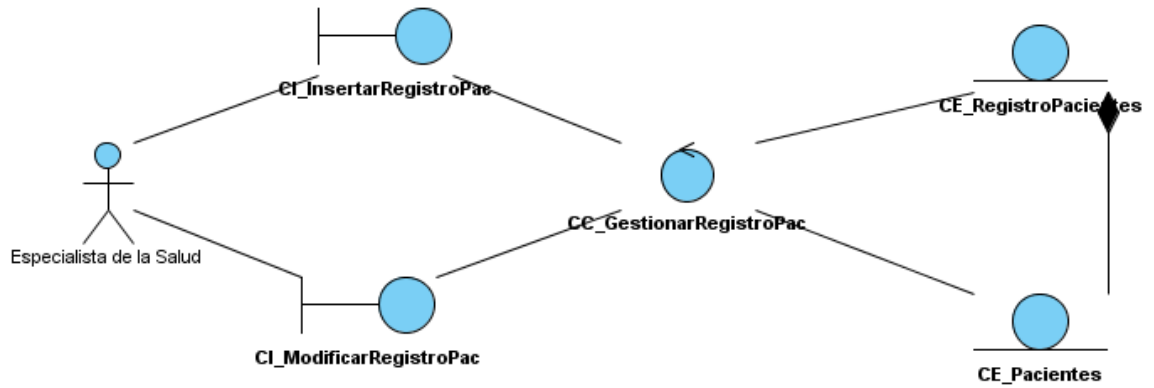 CI_InsertarRegistroPac
CE_RegistroPacientes
CC_GestionarRegistroPac
Especialista de la Salud
CI_ModificarRegistroPac
CE_Pacientes